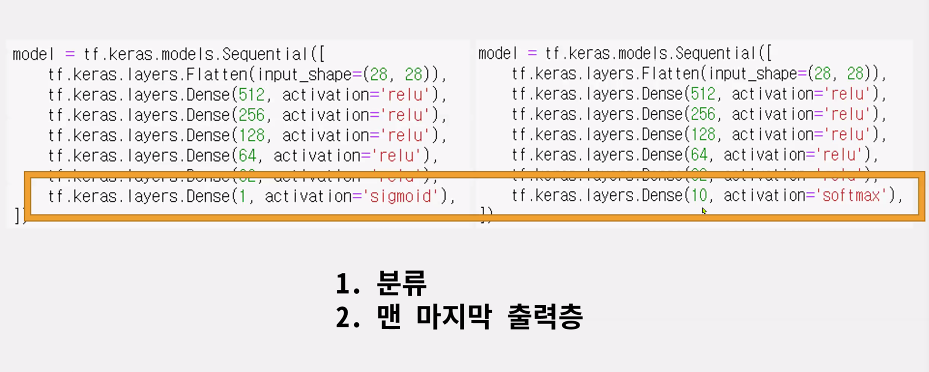 model = tf.keras.models.Sequential([
    tf.keras.layers.Flatten(input_shape=(28, 28)),
    tf.keras.layers.Dense(512, activation='relu'),
    tf.keras.layers.Dense(256, activation='relu'),
    tf.keras.layers.Dense(128, activation='relu'),
    tf.keras.layers.Dense(64, activation='relu'),
    tf.keras.layers.Dense(32, activation='relu'),
    tf.keras.layers.Dense(1, activation='sigmoid'),
])
model = tf.keras.models.Sequential([
    tf.keras.layers.Flatten(input_shape=(28, 28)),
    tf.keras.layers.Dense(512, activation='relu'),
    tf.keras.layers.Dense(256, activation='relu'),
    tf.keras.layers.Dense(128, activation='relu'),
    tf.keras.layers.Dense(64, activation='relu'),
    tf.keras.layers.Dense(32, activation='relu'),
    tf.keras.layers.Dense(10, activation='softmax'),
])
1. 분류
2. 맨 마지막 출력층